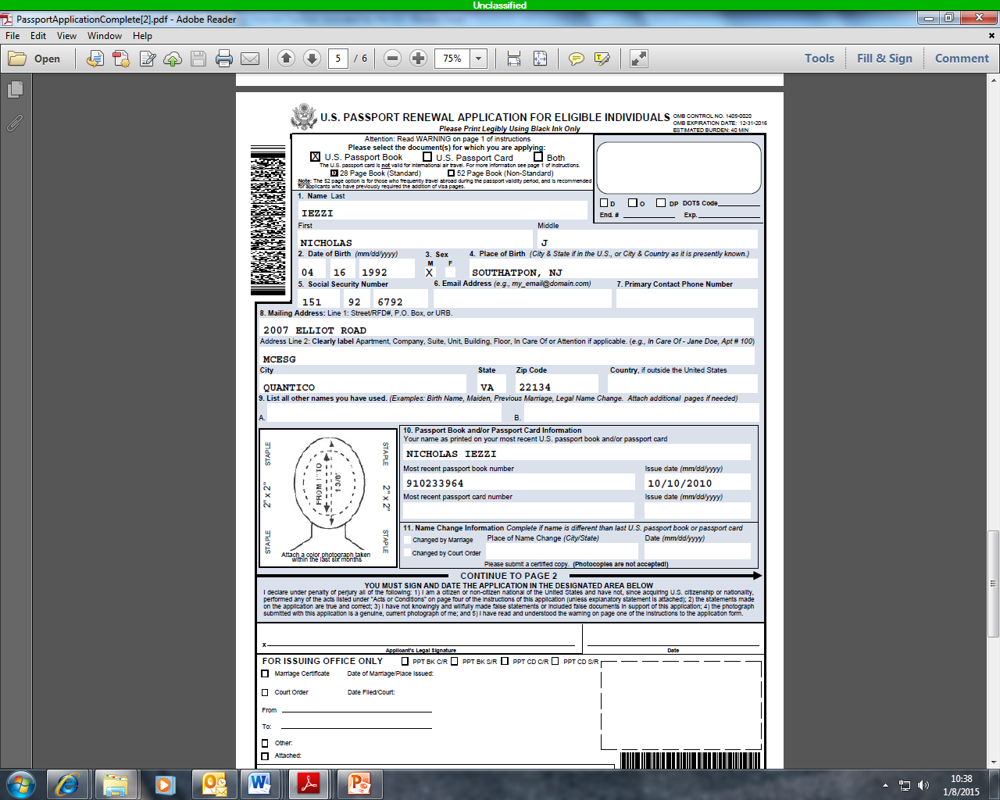 Unclassified
PassportApplicationComplete[2].pdf - Adobe Reader
File Edit View Window Help
Open 5 / 6 75% Tools Fill & Sign Comment
U.S. PASSPORT RENEWAL APPLICATION FOR ELIGIBLE INDIVIDUALS
Please Print Legibly Using Black Ink Only
OMB CONTROL NO. 1405-0020
OMB EXPIRATION DATE: 12-31-2016
ESTIMATED BURDEN: 40 MIN
Attention: Read WARNING on page 1 of instructions
Please select the document(s) for which you are applying:
X U.S. Passport Book U.S. Passport Card Both
The U.S. passport card is not valid for international air travel. For more information see page 1 of instructions.
28 Page Book (Standard) 52 Page Book (Non-Standard)
Note: The 52 page option is for those who frequently travel abroad during the passport validity period, and is recommended
for applicants who have previously required the addition of visa pages.
D O DP DOTS Code
End. # Exp.
1. Name Last
IEZZI
First Middle
NICHOLAS J
2. Date of Birth (mm/dd/yyyy) 3. Sex 4. Place of Birth (City & State if in the U.S., or City & Country as it is presently known.)
M F
04 16 1992 X SOUTHATPON, NJ
5. Social Security Number 6. Email Address (e.g., my_email@domain.com) 7. Primary Contact Phone Number
151 92 6792
8. Mailing Address: Line 1: Street/RFD#, P.O. Box, or URB.
2007 ELLIOT ROAD
Address Line 2: Clearly label Apartment, Company, Suite, Unit, Building, Floor, In Care Of or Attention if applicable. (e.g., In Care Of - Jane Doe, Apt # 100)
MCESG
City State Zip Code Country, if outside the United States
QUANTICO VA 22134
9. List all other names you have used. (Examples: Birth Name, Maiden, Previous Marriage, Legal Name Change. Attach additional pages if needed)
A. B.
STAPLE STAPLE
2" x 2" 2" x 2"
FROM 1" TO
1 3/8"
STAPLE STAPLE
Attach a color photograph taken
within the last six months
10. Passport Book and/or Passport Card Information
Your name as printed on your most recent U.S. passport book and/or passport card
NICHOLAS IEZZI
Most recent passport book number Issue date (mm/dd/yyyy)
910233964 10/10/2010
Most recent passport card number Issue date (mm/dd/yyyy)
11. Name Change Information Complete if name is different than last U.S. passport book or passport card
Changed by Marriage Place of Name Change (City/State) Date (mm/dd/yyyy)
Changed by Court Order
Please submit a certified copy. (Photocopies are not accepted!)
CONTINUE TO PAGE 2
YOU MUST SIGN AND DATE THE APPLICATION IN THE DESIGNATED AREA BELOW
I declare under penalty of perjury all of the following: 1) I am a citizen or non-citizen national of the United States and have not, since acquiring U.S. citizenship or nationality,
performed any of the acts listed under "Acts or Conditions" on page four of the instructions of this application (unless explanatory statement is attached); 2) the statements made
on the application are true and correct; 3) I have not knowingly and willfully made false statements or included false documents in support of this application; 4) the photograph
submitted with this application is a genuine, current photograph of me; and 5) I have read and understood the warning on page one of the instructions to the application form.
x
Applicant's Legal Signature Date
FOR ISSUING OFFICE ONLY PPT BK C/R PPT BK S/R PPT CD C/R PPT CD S/R
Marriage Certificate Date of Marriage/Place Issued:
Court Order Date Filed/Court:
From
To:
Other:
Attached:
10:38
1/8/2015